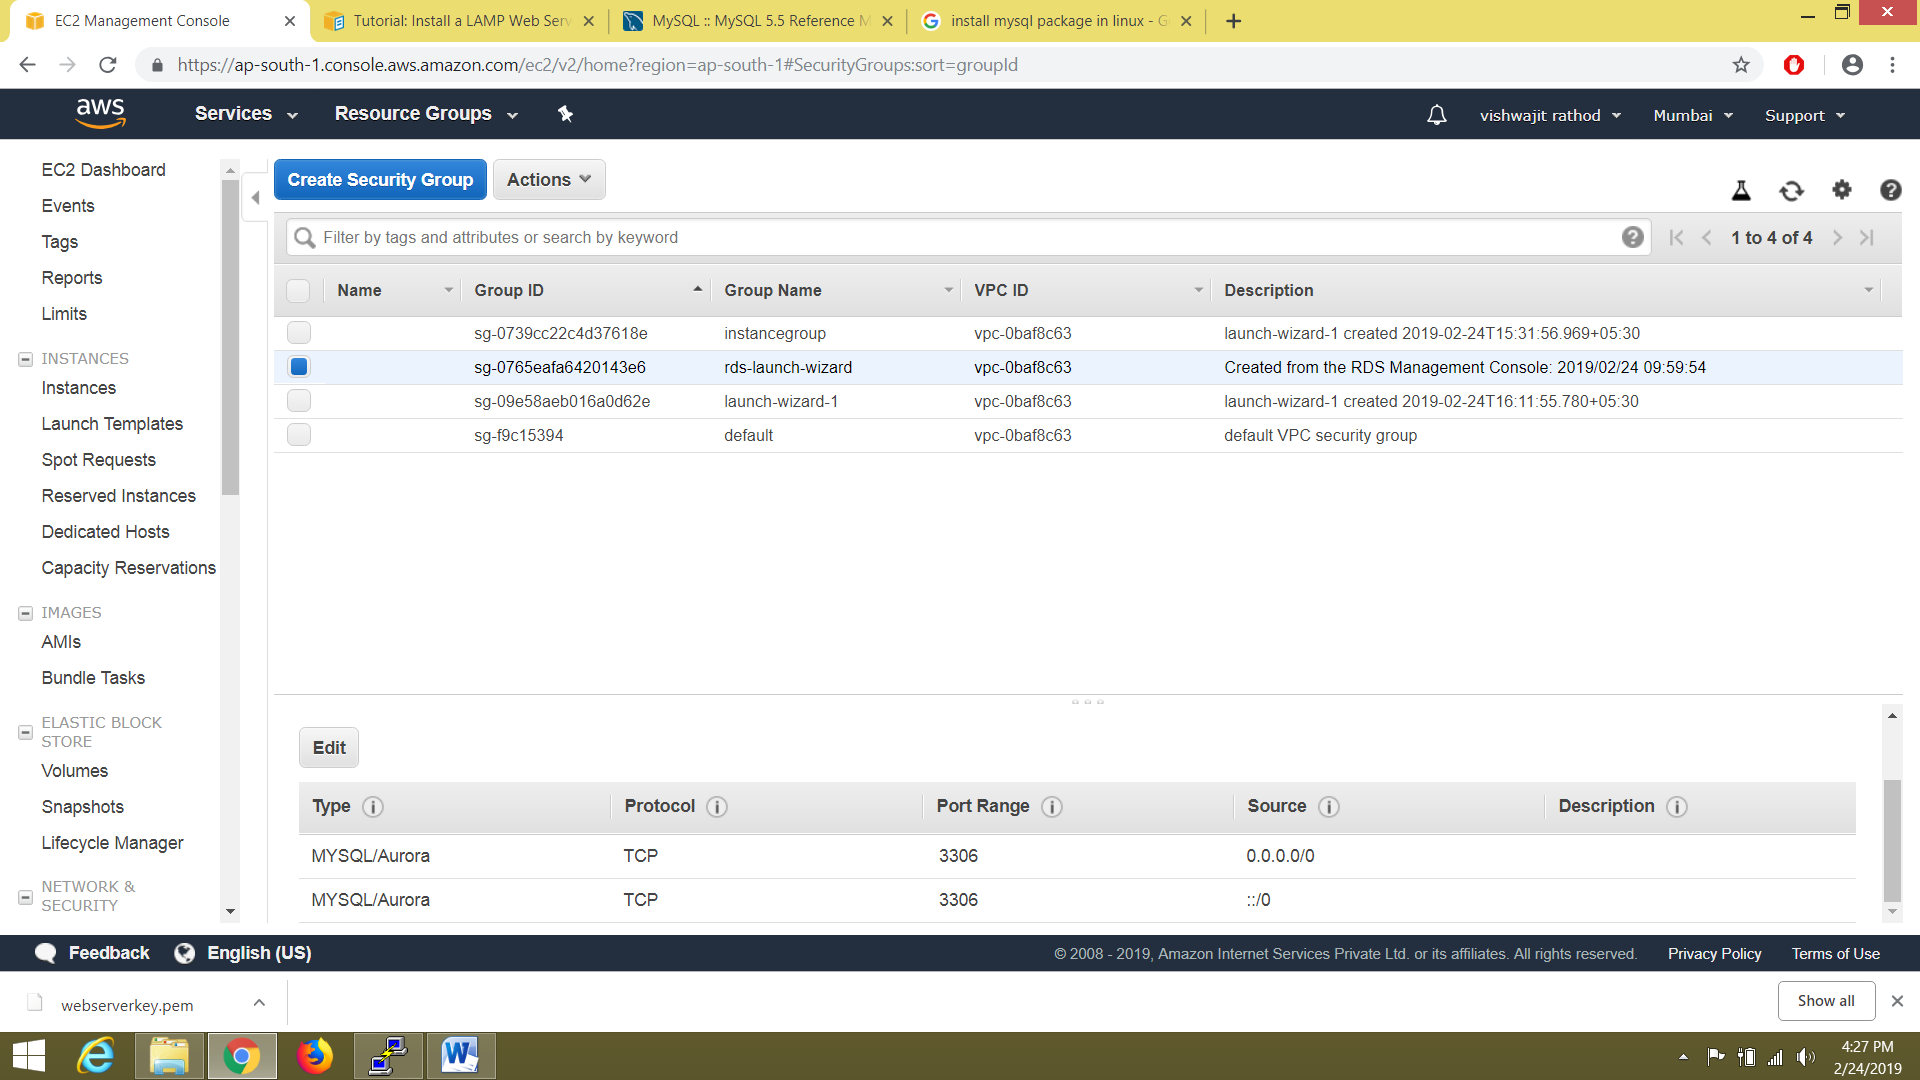 EC2 Management Console
Tutorial: Install a LAMP Web Serv
MySQL :: MySQL 5.5 Reference M
install mysql package in linux - G
https://ap-south-1.console.aws.amazon.com/ec2/v2/home?region=ap-south-1#SecurityGroups:sort=groupId
aws
Services
Resource Groups
vishwajit rathod
Mumbai
Support
EC2 Dashboard
Events
Tags
Reports
Limits
INSTANCES
Instances
Launch Templates
Spot Requests
Reserved Instances
Dedicated Hosts
Capacity Reservations
IMAGES
AMIs
Bundle Tasks
ELASTIC BLOCK
STORE
Volumes
Snapshots
Lifecycle Manager
NETWORK &
SECURITY
Create Security Group
Actions
Filter by tags and attributes or search by keyword
1 to 4 of 4
Name Group ID Group Name VPC ID Description
sg-0739cc22c4d37618e instancegroup vpc-0baf8c63 launch-wizard-1 created 2019-02-24T15:31:56.969+05:30
sg-0765eafa6420143e6 rds-launch-wizard vpc-0baf8c63 Created from the RDS Management Console: 2019/02/24 09:59:54
sg-09e58aeb016a0d62e launch-wizard-1 vpc-0baf8c63 launch-wizard-1 created 2019-02-24T16:11:55.780+05:30
sg-f9c15394 default vpc-0baf8c63 default VPC security group
Edit
Type Protocol Port Range Source Description
MYSQL/Aurora TCP 3306 0.0.0.0/0
MYSQL/Aurora TCP 3306 ::/0
Feedback
English (US)
© 2008 - 2019, Amazon Internet Services Private Ltd. or its affiliates. All rights reserved.
Privacy Policy
Terms of Use
webserverkey.pem
Show all
4:27 PM
2/24/2019